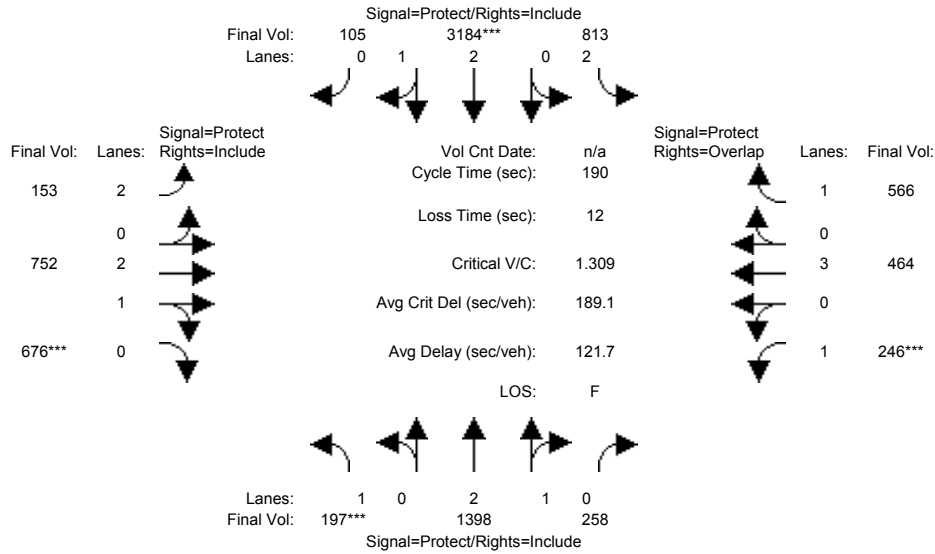 Signal=Protect/Rights=Include
Final Vol: 105 3184*** 813
Lanes: 0 1 2 0 2
Signal=Protect Signal=Protect
Final Vol: Lanes: Rights=Include Vol Cnt Date: n/a Rights=Overlap Lanes: Final Vol:
Cycle Time (sec): 190
153 2 1 566
Loss Time (sec): 12
0 0
752 2 Critical V/C: 1.309 3 464
1 Avg Crit Del (sec/veh): 189.1 0
676*** 0 Avg Delay (sec/veh): 121.7 1 246***
LOS: F
Lanes: 1 0 2 1 0
Final Vol: 197*** 1398 258
Signal=Protect/Rights=Include